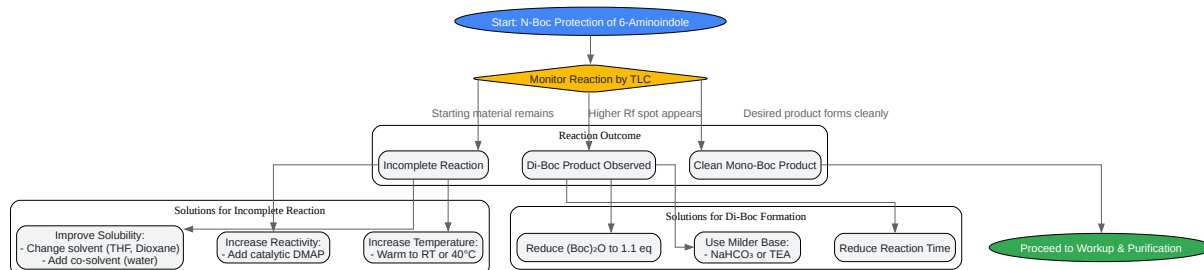 Start: N-Boc Protection of 6-Aminoindole
Monitor Reaction by TLC
Starting material remains
Higher Rf spot appears
Desired product forms cleanly
Reaction Outcome
Incomplete Reaction
Di-Boc Product Observed
Clean Mono-Boc Product
Solutions for Incomplete Reaction
Improve Solubility:
- Change solvent (THF, Dioxane)
- Add co-solvent (water)
Increase Reactivity:
- Add catalytic DMAP
Increase Temperature:
- Warm to RT or 40°C
Solutions for Di-Boc Formation
Reduce (Boc)₂O to 1.1 eq
Use Milder Base:
- NaHCO₃ or TEA
Reduce Reaction Time
Proceed to Workup & Purification